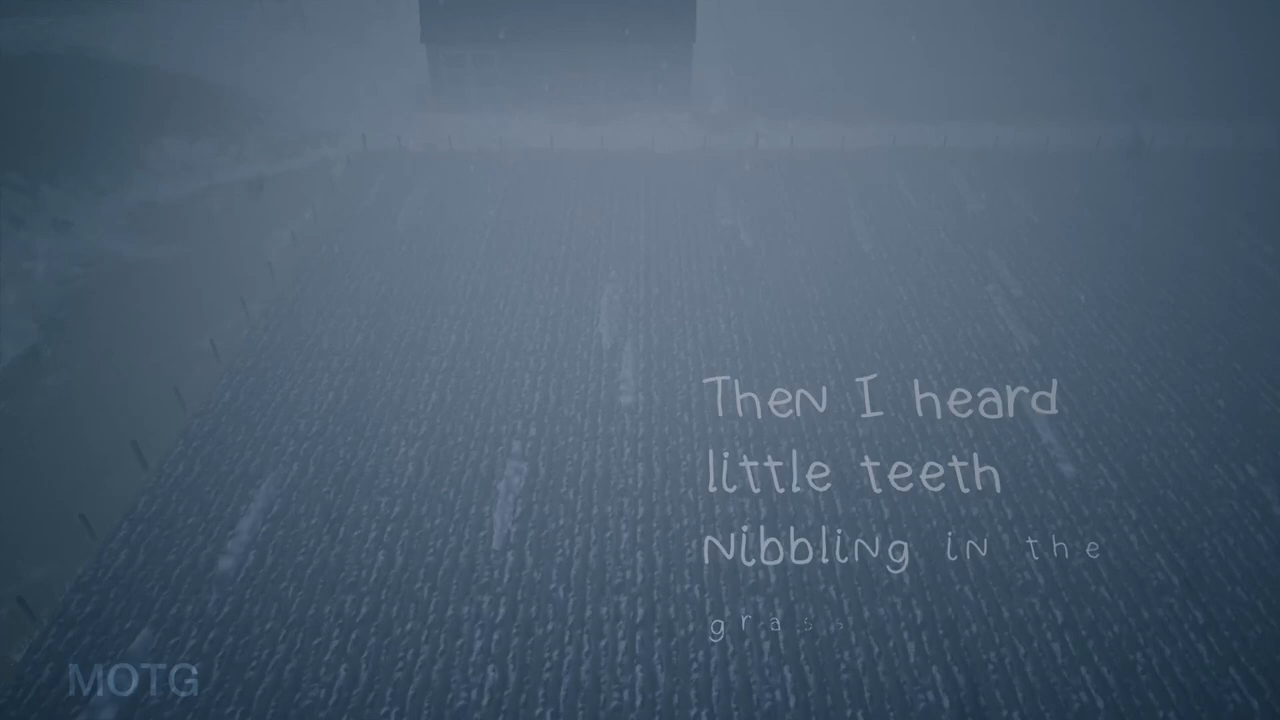 Then I heard
little teeth
Nibbling in the
grass
MOTG